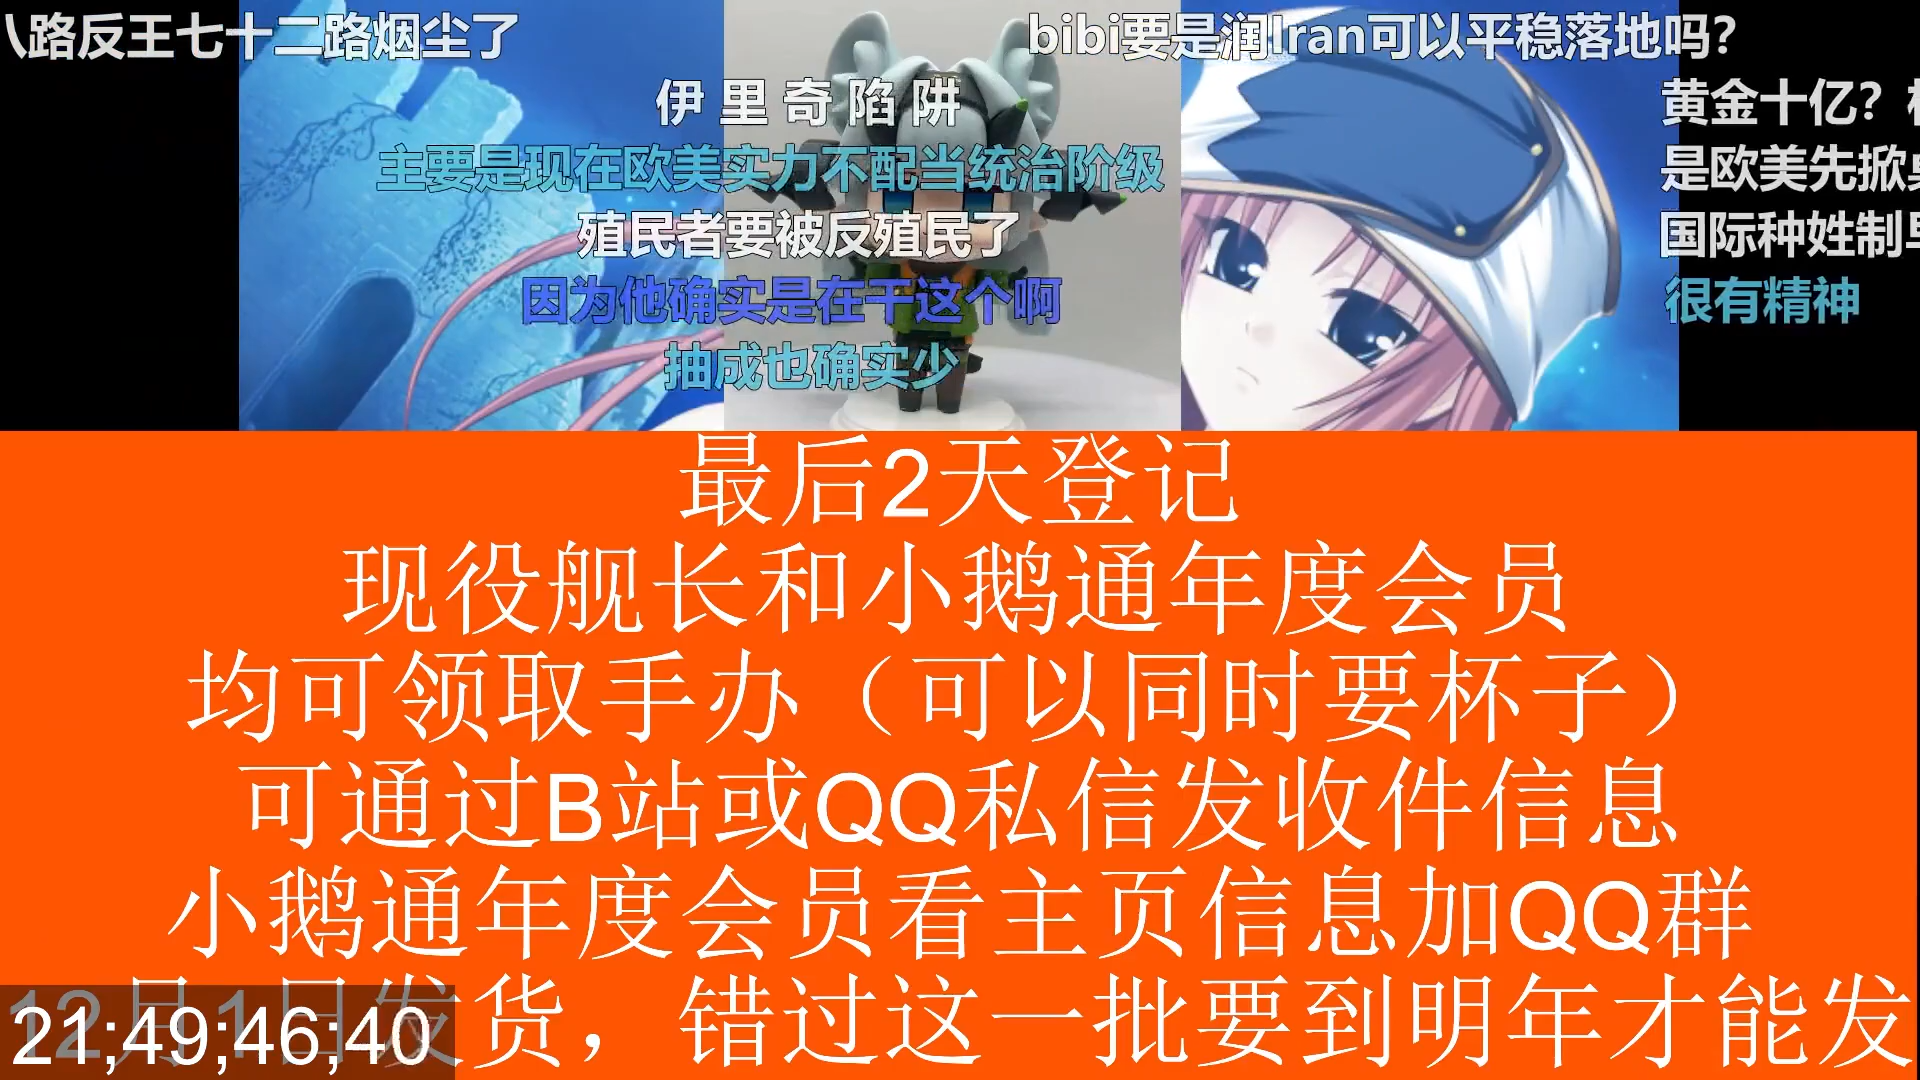 八路反王七十二路烟尘了
bibi要是润Iran可以平稳落地吗？
伊里奇陷阱
黄金十亿？
主要是现在欧美实力不配当统治阶级
是欧美先掀
殖民者要被反殖民了
国际种姓制
因为他确实是在干这个啊
很有精神
抽成也确实少
最后2天登记
现役舰长和小鹅通年度会员
均可领取手办（可以同时要杯子）
可通过B站或QQ私信发收件信息
小鹅通年度会员看主页信息加QQ群
12月1日发货，错过这一批要到明年才能发
21;49;46;40